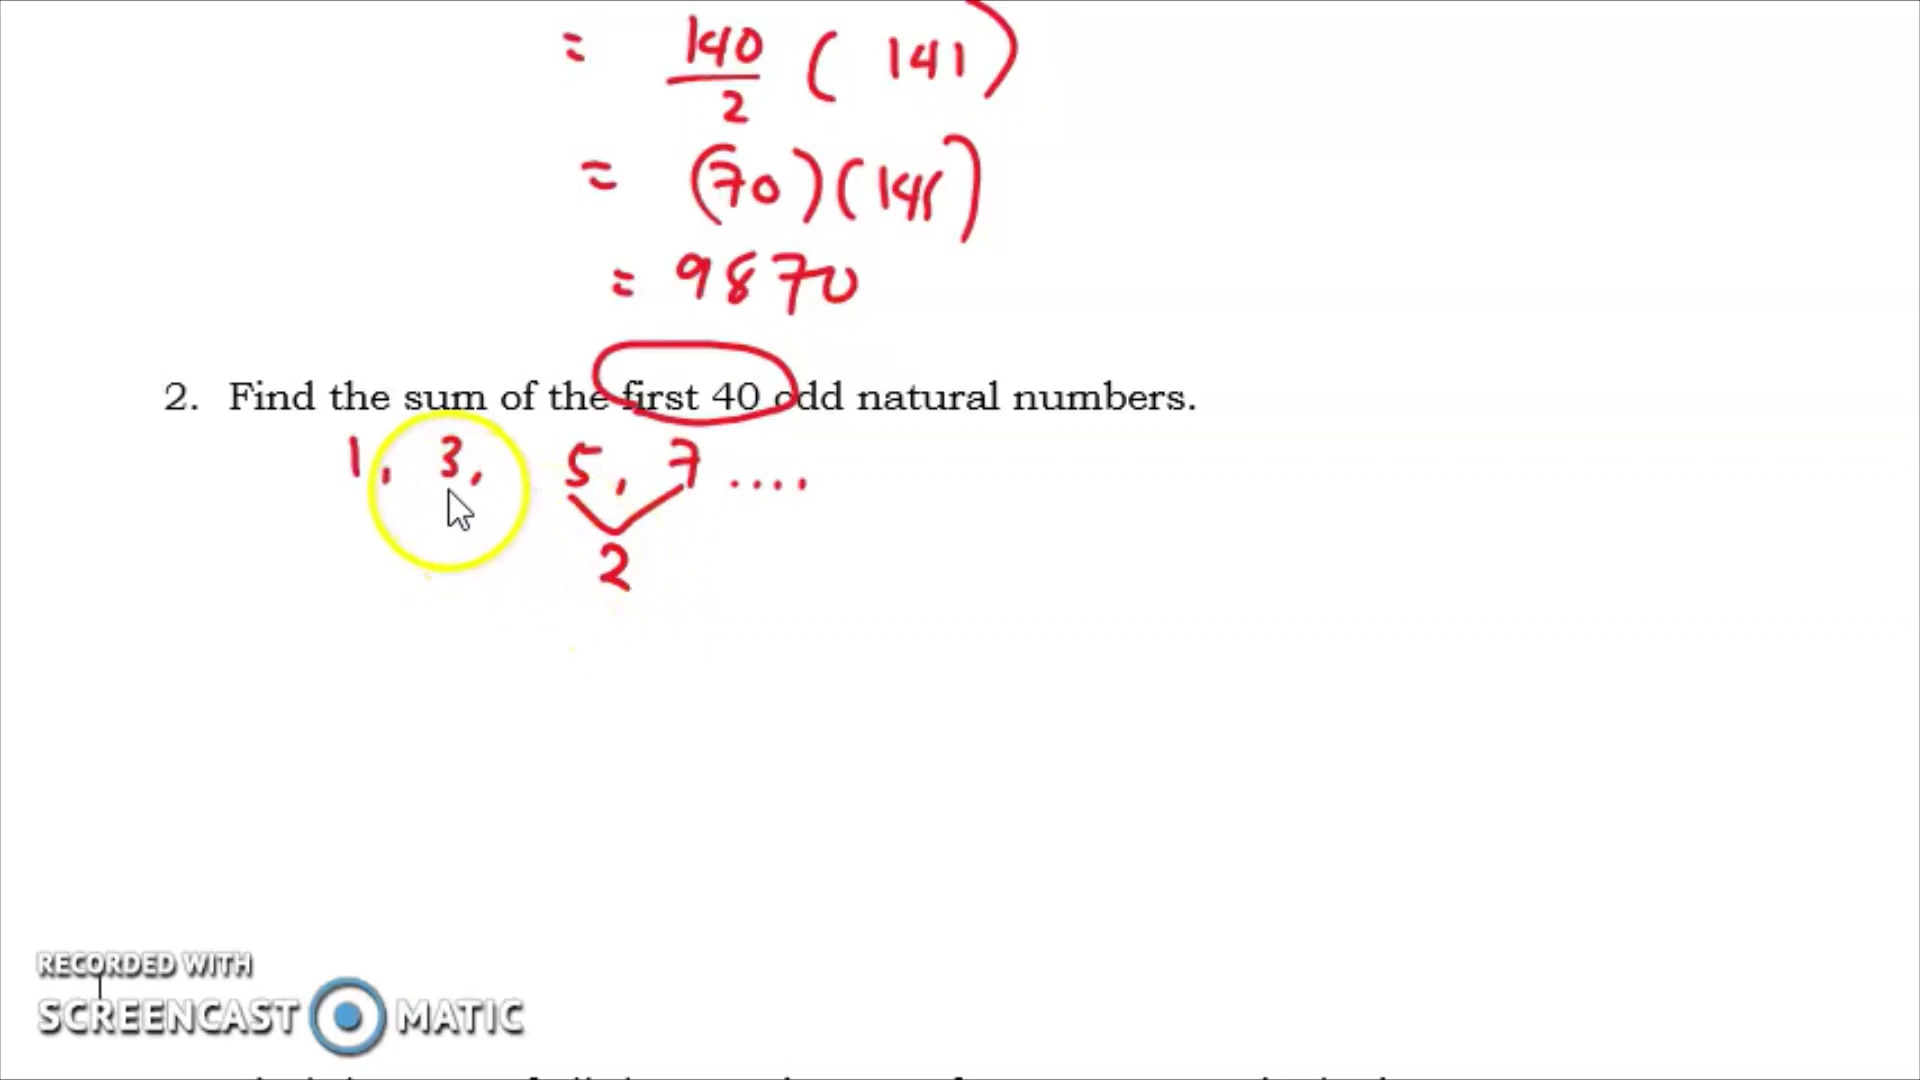 = 140/2 ( 141 )
= (70)(141)
= 9870
2. Find the sum of the first 40 odd natural numbers.
1, 3, 5, 7 ....
2
RECORDED WITH
SCREENCAST MATIC